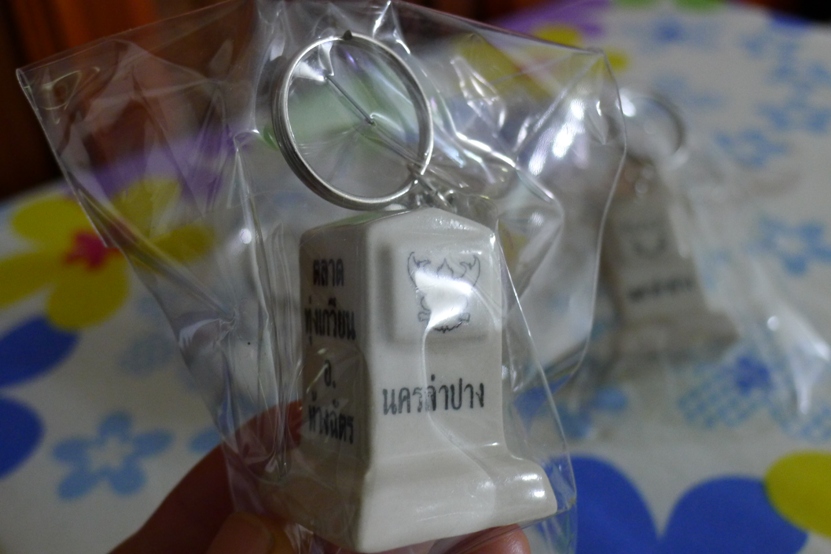 ตลาด
ทุ่งเกวียน
อ.
ห้างฉัตร
นครลำปาง